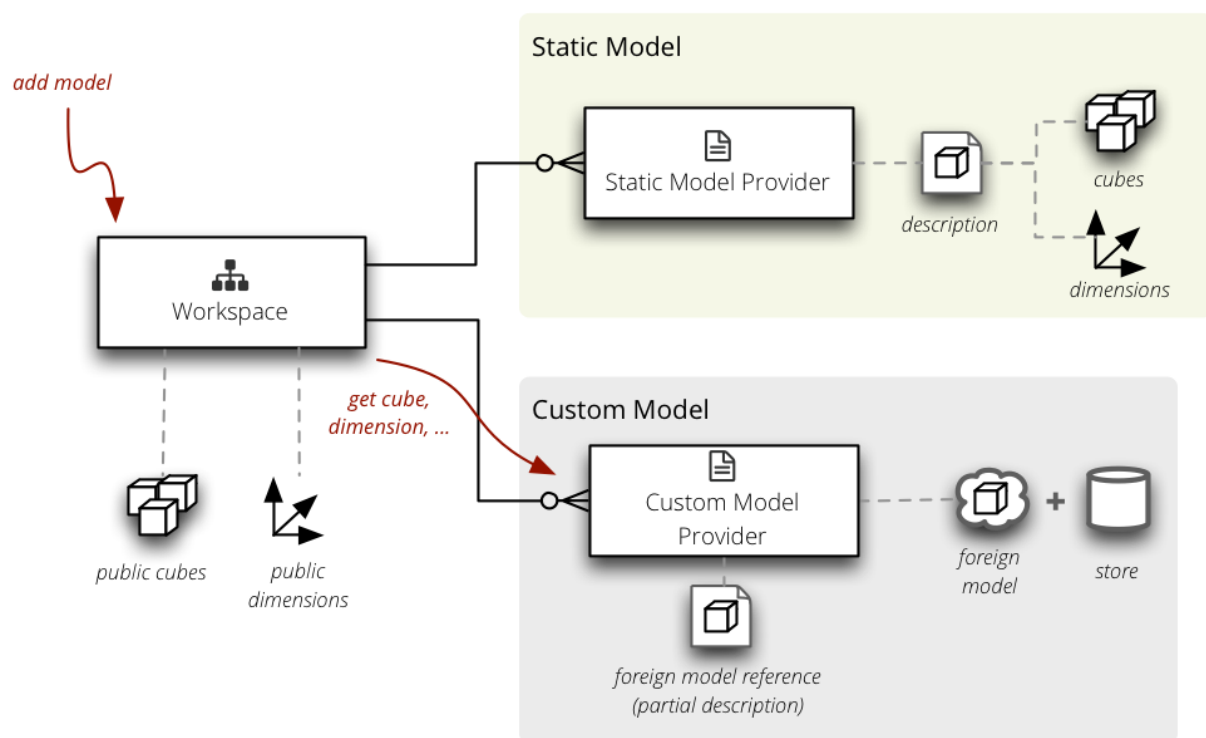 Static Model
add model
Static Model Provider
cubes
description
dimensions
Workspace
get cube,
dimension, ...
Custom Model
Custom Model
Provider
public cubes
public
dimensions
foreign
model
store
foreign model reference
(partial description)